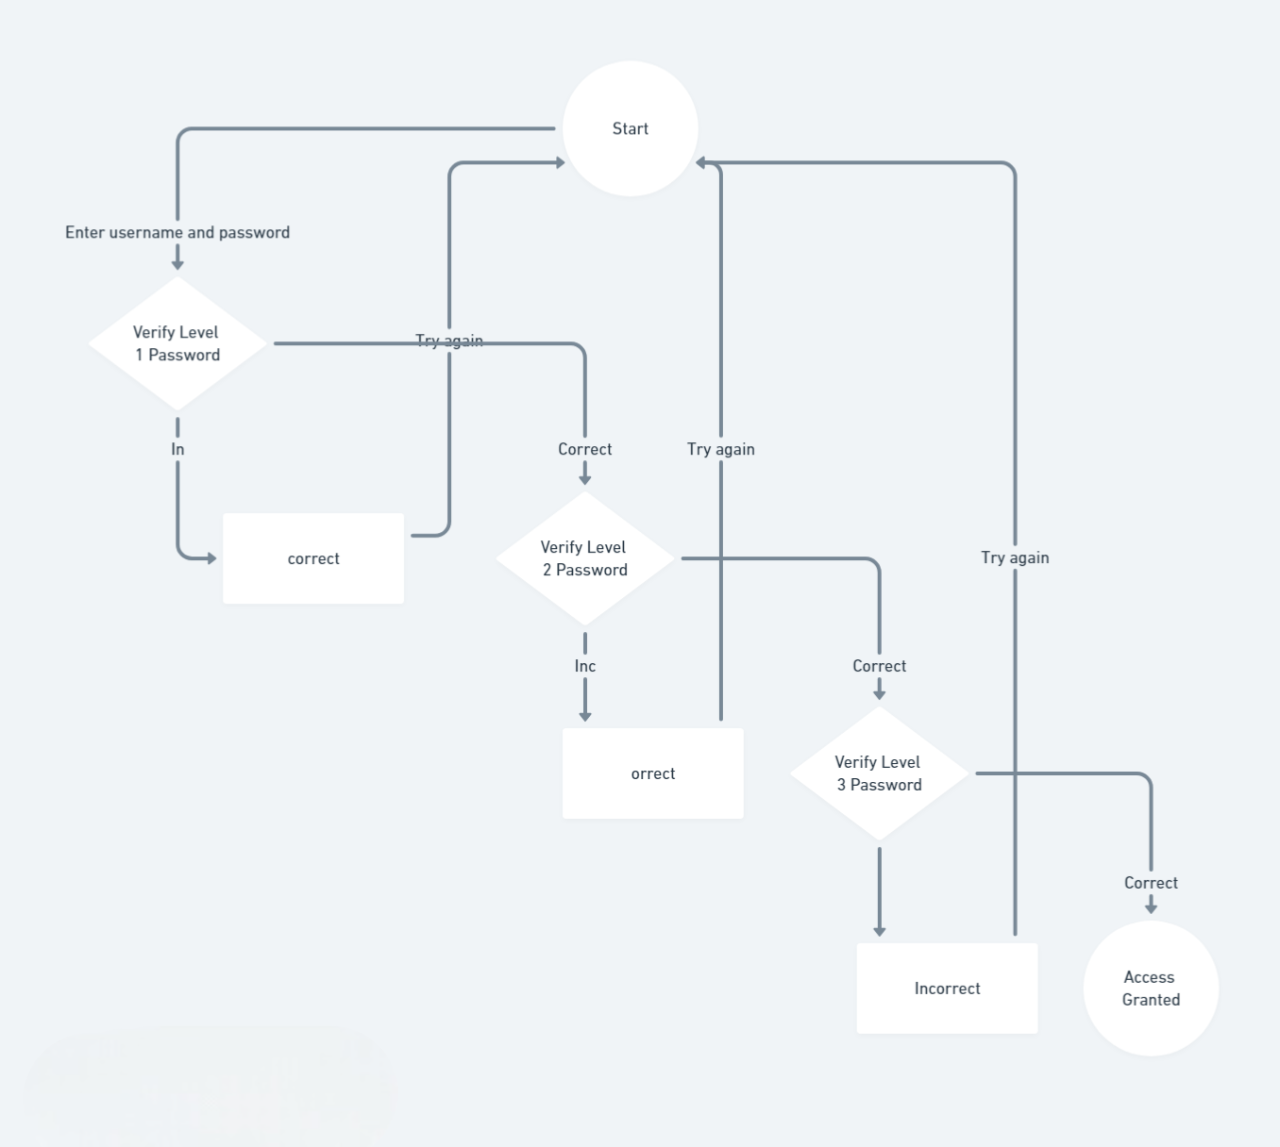 Start
Enter username and password
Verify Level
1 Password
Try again
In
Correct
Try again
correct
Verify Level
2 Password
Try again
Inc
Correct
orrect
Verify Level
3 Password
Correct
Incorrect
Access
Granted